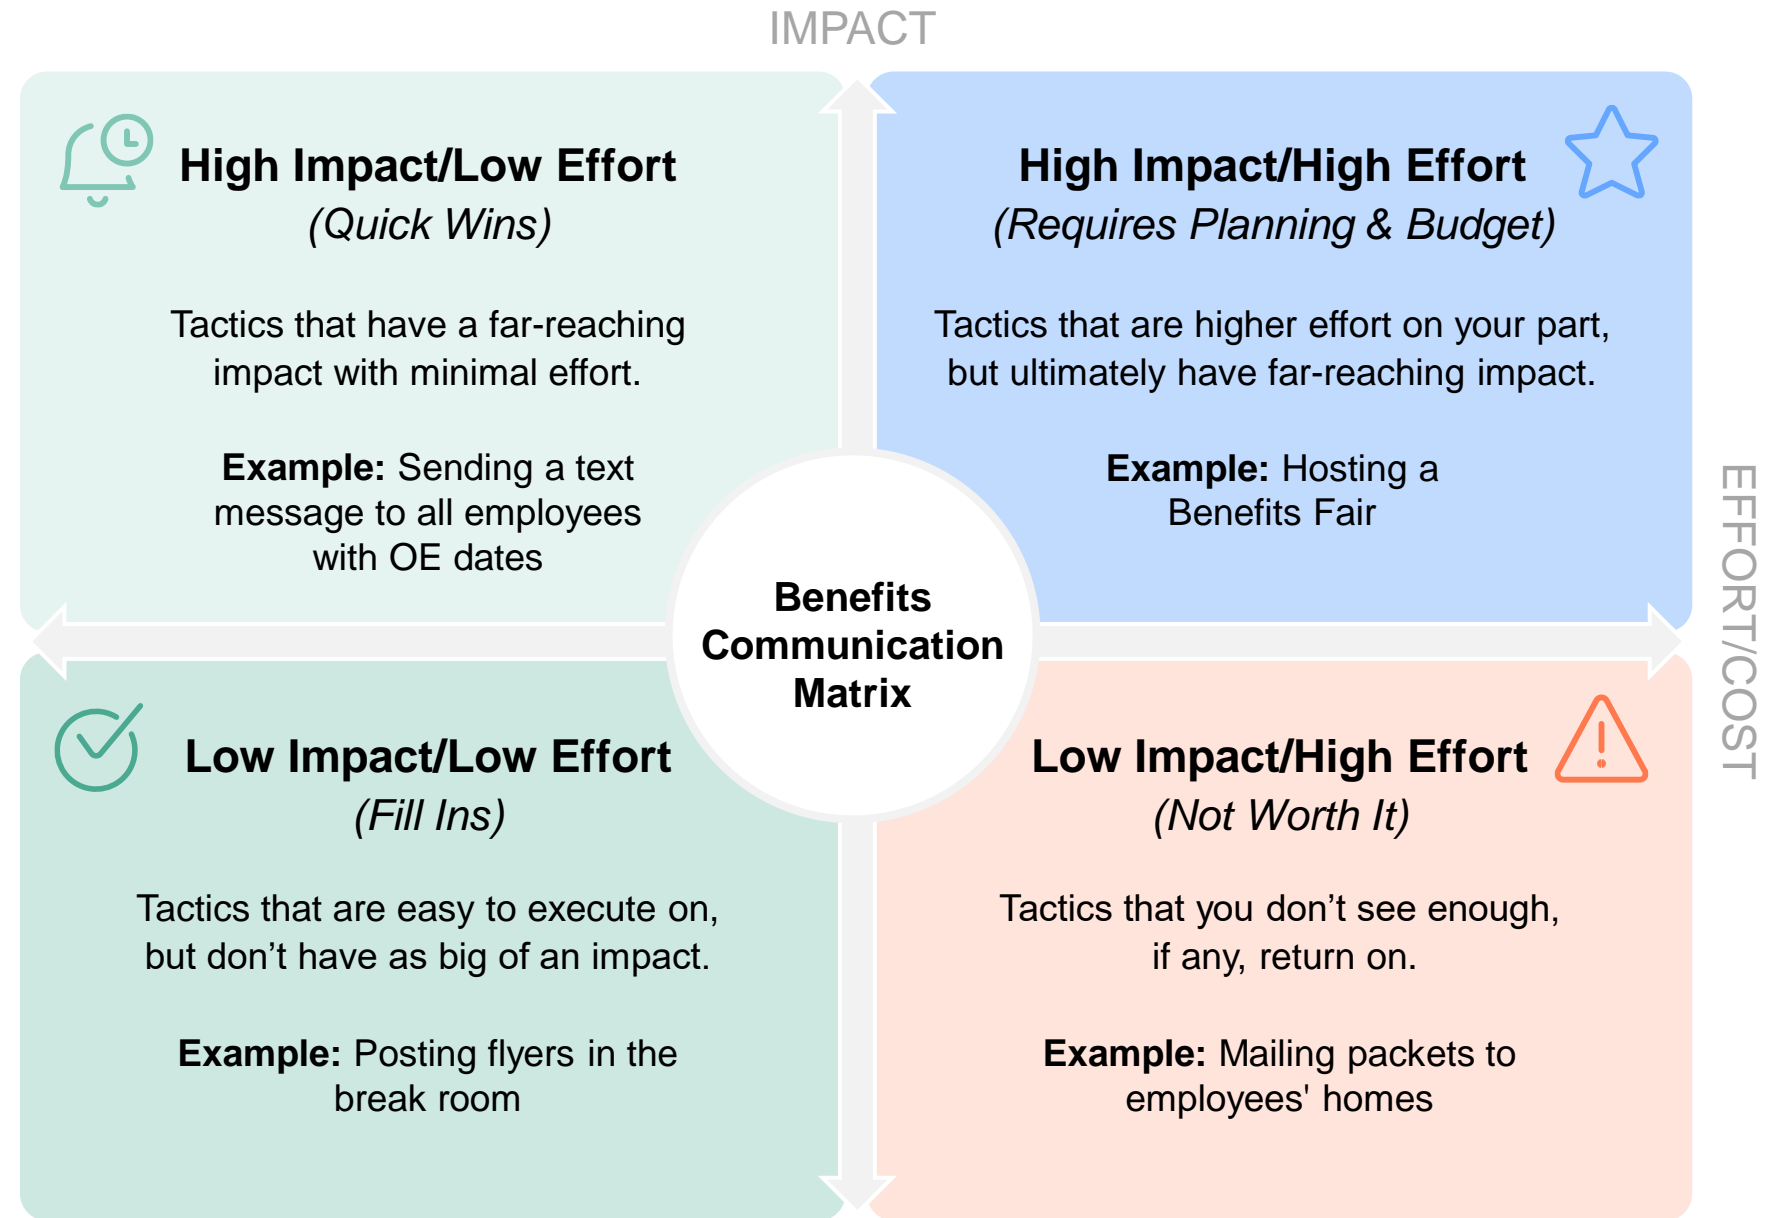 IMPACT
High Impact/Low Effort
(Quick Wins)
Tactics that have a far-reaching
impact with minimal effort.
Example: Sending a text
message to all employees
with OE dates
High Impact/High Effort
(Requires Planning & Budget)
Tactics that are higher effort on your part,
but ultimately have far-reaching impact.
Example: Hosting a
Benefits Fair
EFFORT/COST
Benefits
Communication
Matrix
Low Impact/Low Effort
(Fill Ins)
Tactics that are easy to execute on,
but don’t have as big of an impact.
Example: Posting flyers in the
break room
Low Impact/High Effort
(Not Worth It)
Tactics that you don’t see enough,
if any, return on.
Example: Mailing packets to
employees' homes